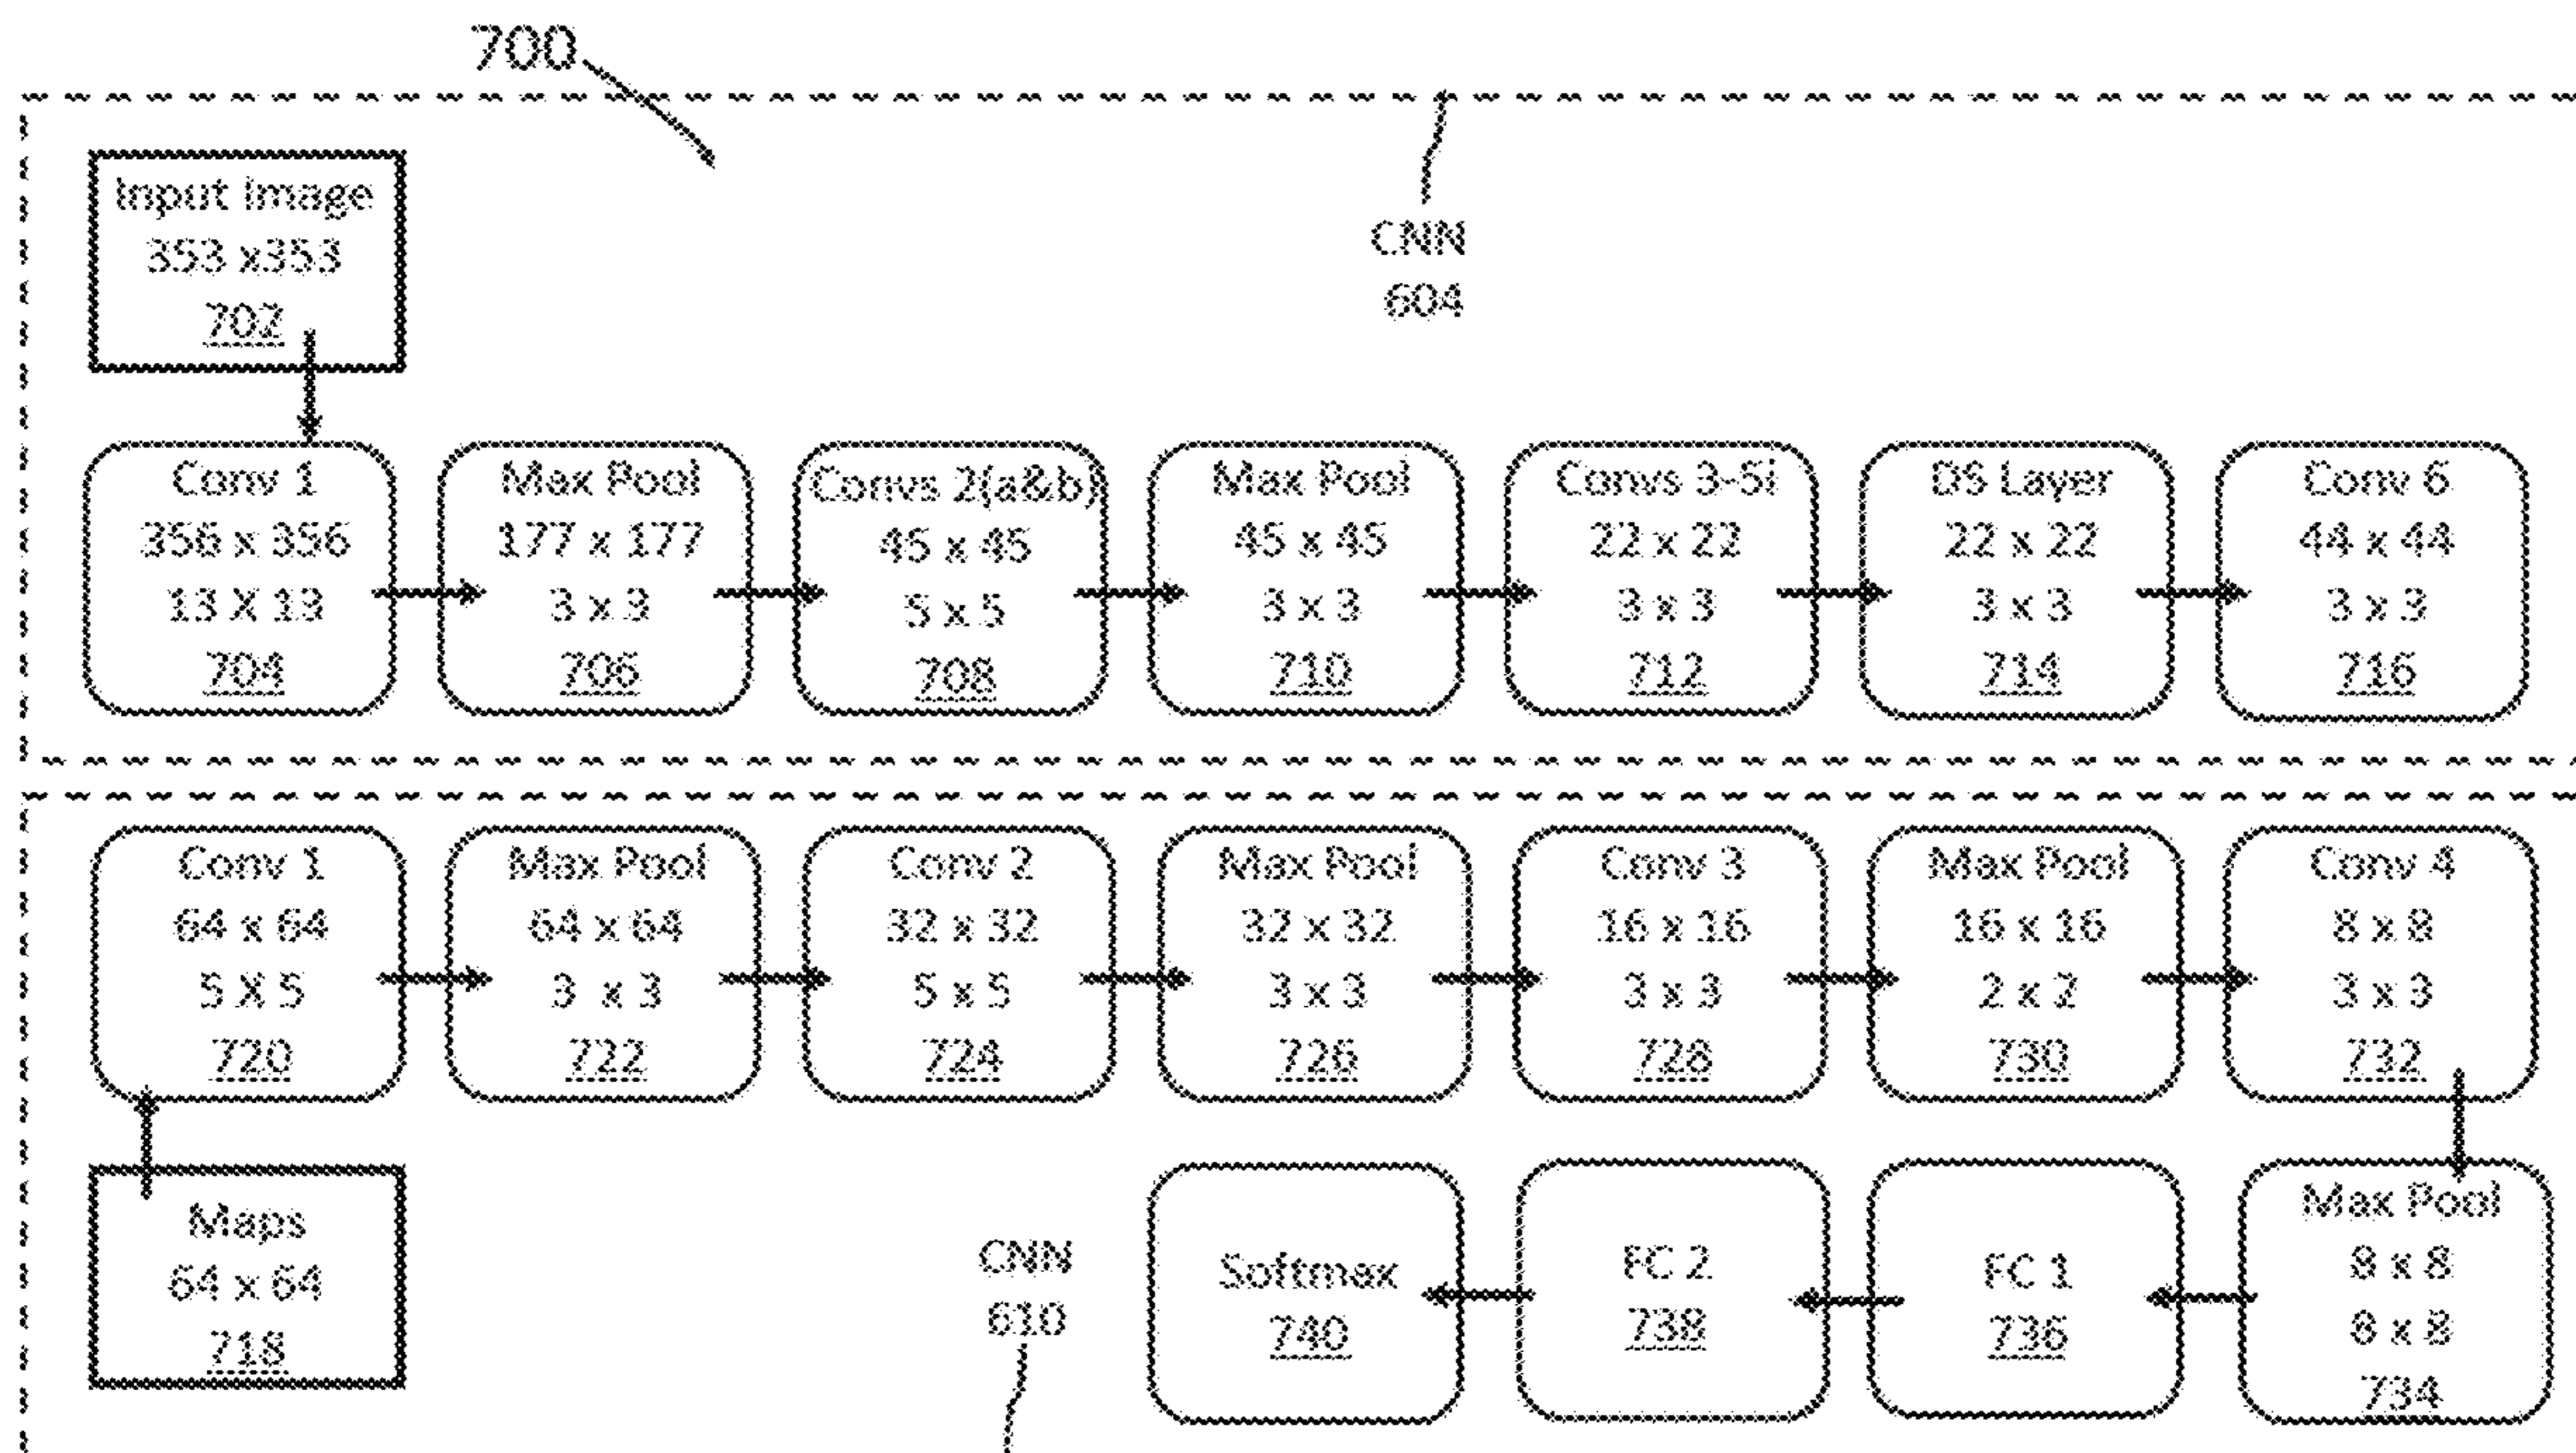 700
Input Image
353 x353
702
CNN
604
Conv 1
356 x 356
13 X 13
704
Max Pool
177 x 177
3 x 3
706
Convs 2(a&b)
45 x 45
5 x 5
708
Max Pool
45 x 45
3 x 3
710
Convs 3-5i
22 x 22
3 x 3
712
DS Layer
22 x 22
3 x 3
714
Conv 6
44 x 44
3 x 3
716
Conv 1
64 x 64
5 X 5
720
Max Pool
64 x 64
3 x 3
722
Conv 2
32 x 32
5 x 5
724
Max Pool
32 x 32
3 x 3
726
Conv 3
16 x 16
3 x 3
728
Max Pool
16 x 16
2 x 2
730
Conv 4
8 x 8
3 x 3
732
Maps
64 x 64
718
CNN
610
Softmax
740
FC 2
738
FC 1
736
Max Pool
8 x 8
8 x 8
734